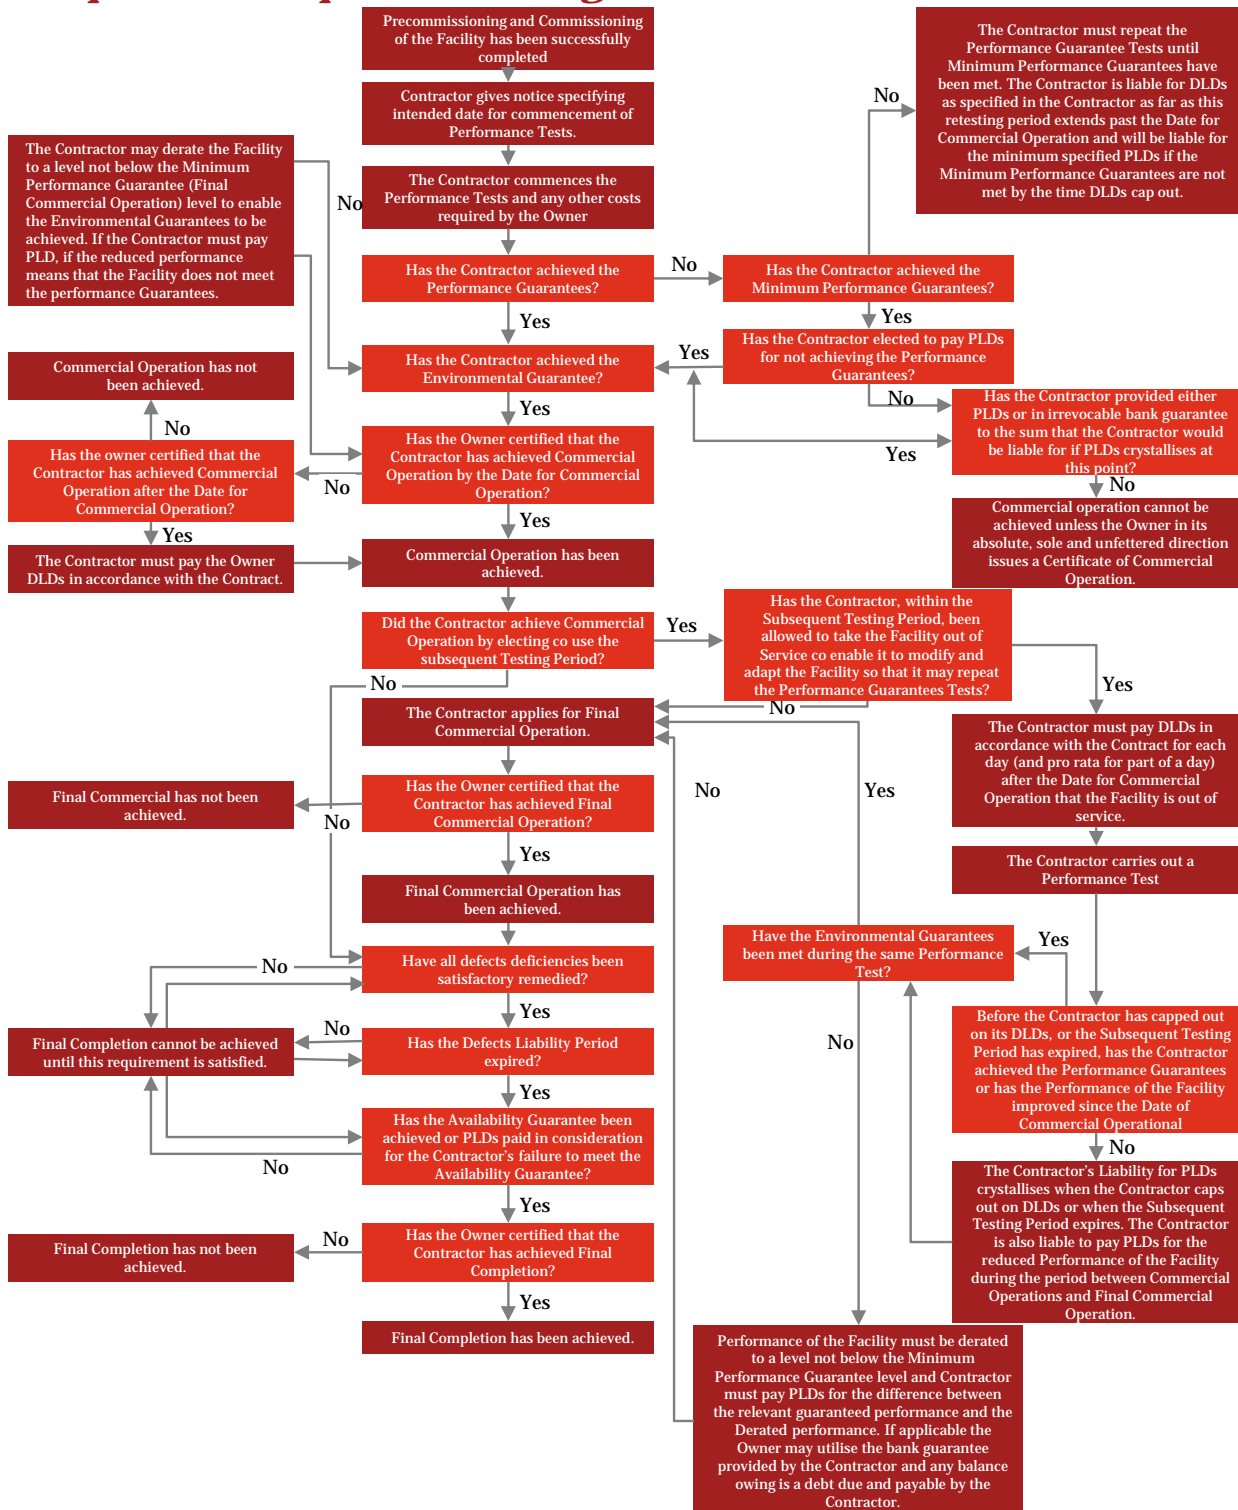 Precommissioning and Commissioning
of the Facility has been successfully
completed
Contractor gives notice specifying
intended date for commencement of
Performance Tests.
The Contractor commences the
Performance Tests and any other costs
required by the Owner
The Contractor must repeat the
Performance Guarantee Tests until
Minimum Performance Guarantees have
been met. The Contractor is liable for DLDs
as specified in the Contractor as far as this
retesting period extends past the Date for
Commercial Operation and will be liable for
the minimum specified PLDs if the
Minimum Performance Guarantees are not
met by the time DLDs cap out.
No
The Contractor may derate the Facility
to a level not below the Minimum
Performance Guarantee (Final
Commercial Operation) level to enable
the Environmental Guarantees to be
achieved. If the Contractor must pay
PLD, if the reduced performance
means that the Facility does not meet
the performance Guarantees.
No
Has the Contractor achieved the
Performance Guarantees?
No
Has the Contractor achieved the
Minimum Performance Guarantees?
Yes
Yes
Has the Contractor achieved the
Environmental Guarantee?
Yes
Has the Contractor elected to pay PLDs
for not achieving the Performance
Guarantees?
No
Yes
Has the Contractor provided either
PLDs or in irrevocable bank guarantee
to the sum that the Contractor would
be liable for if PLDs crystallises at
this point?
No
Commercial operation cannot be
achieved unless the Owner in its
absolute, sole and unfettered direction
issues a Certificate of Commercial
Operation.
Commercial Operation has not
been achieved.
No
Has the owner certified that the
Contractor has achieved Commercial
Operation after the Date for
Commercial Operation?
Yes
The Contractor must pay the Owner
DLDs in accordance with the Contract.
Yes
Has the Owner certified that the
Contractor has achieved Commercial
Operation by the Date for Commercial
Operation?
No
Yes
Commercial Operation has been
achieved.
Did the Contractor achieve Commercial
Operation by electing co use the
subsequent Testing Period?
Yes
No
Has the Contractor, within the
Subsequent Testing Period, been
allowed to take the Facility out of
Service co enable it to modify and
adapt the Facility so that it may repeat
the Performance Guarantees Tests?
No
Yes
The Contractor must pay DLDs in
accordance with the Contract for each
day (and pro rata for part of a day)
after the Date for Commercial
Operation that the Facility is out of
service.
The Contractor carries out a
Performance Test
The Contractor applies for Final
Commercial Operation.
Has the Owner certified that the
Contractor has achieved Final
Commercial Operation?
No
Final Commercial has not been
achieved.
Yes
Final Commercial Operation has
been achieved.
No
Yes
Have the Environmental Guarantees
been met during the same Performance
Test?
Yes
No
Before the Contractor has capped out
on its DLDs, or the Subsequent Testing
Period has expired, has the Contractor
achieved the Performance Guarantees
or has the Performance of the Facility
improved since the Date of
Commercial Operational
No
The Contractor's Liability for PLDs
crystallises when the Contractor caps
out on DLDs or when the Subsequent
Testing Period expires. The Contractor
is also liable to pay PLDs for the
reduced Performance of the Facility
during the period between Commercial
Operations and Final Commercial
Operation.
Have all defects deficiencies been
satisfactory remedied?
No
Yes
Final Completion cannot be achieved
until this requirement is satisfied.
No
Has the Defects Liability Period
expired?
Yes
Has the Availability Guarantee been
achieved or PLDs paid in consideration
for the Contractor's failure to meet the
Availability Guarantee?
No
Yes
Has the Owner certified that the
Contractor has achieved Final
Completion?
No
Final Completion has not been
achieved.
Yes
Final Completion has been achieved.
Performance of the Facility must be derated
to a level not below the Minimum
Performance Guarantee level and Contractor
must pay PLDs for the difference between
the relevant guaranteed performance and the
Derated performance. If applicable the
Owner may utilise the bank guarantee
provided by the Contractor and any balance
owing is a debt due and payable by the
Contractor.